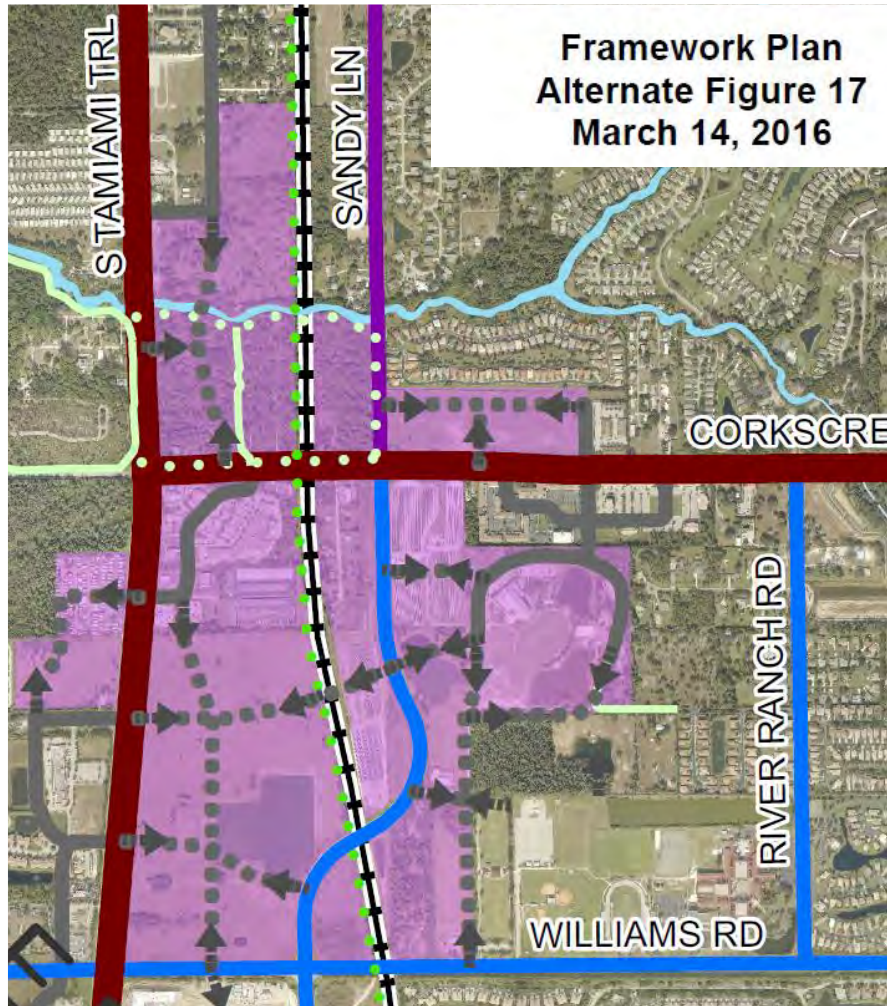 Framework Plan
Alternate Figure 17
March 14, 2016
S TAMIAMI TRL
SANDY LN
CORKSCRE
RIVER RANCH RD
WILLIAMS RD